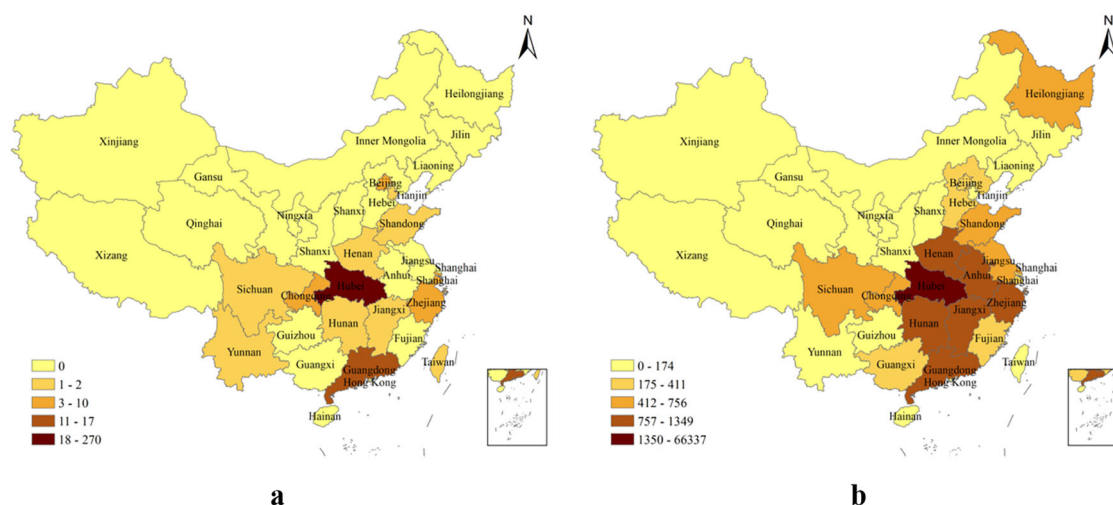 N
Heilongjiang
Jilin
Inner Mongolia
Liaoning
Xinjiang
Gansu
Beijing
Tianjin
Hebei
Ningxia
Shanxi
Qinghai
Shandong
Shanxi
Henan
Jiangsu
Xizang
Anhui
Shanghai
Shanghai
Hubei
Sichuan
Chongqing
Zhejiang
Hunan
Jiangxi
Guizhou
Fujian
Yunnan
Guangxi
Guangdong
Taiwan
Hong Kong
Hainan
0
1 - 2
3 - 10
11 - 17
18 - 270
a
N
Heilongjiang
Jilin
Inner Mongolia
Liaoning
Xinjiang
Gansu
Beijing
Tianjin
Hebei
Ningxia
Shanxi
Qinghai
Shandong
Shanxi
Henan
Jiangsu
Xizang
Anhui
Shanghai
Shanghai
Hubei
Sichuan
Chongqing
Zhejiang
Hunan
Jiangxi
Guizhou
Fujian
Yunnan
Guangxi
Guangdong
Taiwan
Hong Kong
Hainan
0 - 174
175 - 411
412 - 756
757 - 1349
1350 - 66337
b